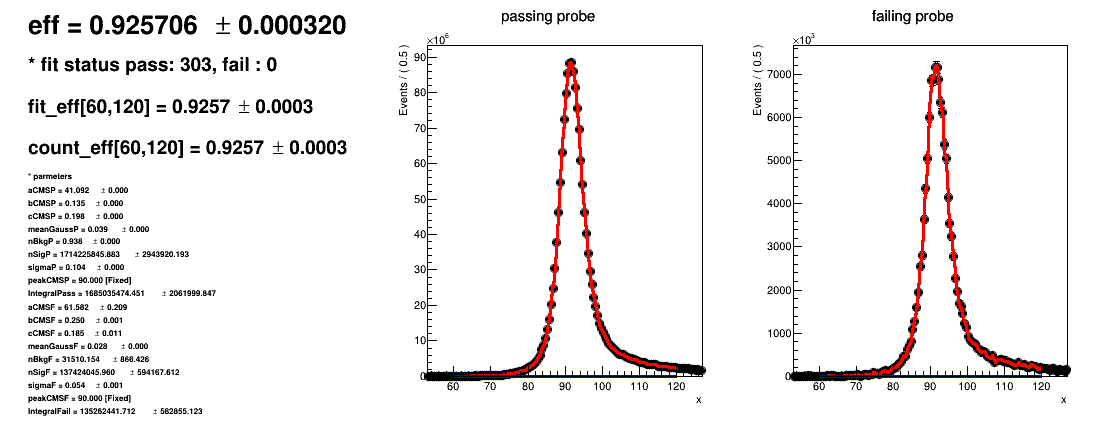 eff = 0.925706 ± 0.000320
* fit status pass: 303, fail : 0
fit_eff[60,120] = 0.9257 ± 0.0003
count_eff[60,120] = 0.9257 ± 0.0003
* parmeters
aCMSP = 41.092 ± 0.000
bCMSP = 0.135 ± 0.000
cCMSP = 0.198 ± 0.000
meanGaussP = 0.039 ± 0.000
nBkgP = 0.938 ± 0.000
nSigP = 1714225845.883 ± 2943920.193
sigmaP = 0.104 ± 0.000
peakCMSP = 90.000 [Fixed]
IntegralPass = 1685035474.451 ± 2061999.847
aCMSF = 61.582 ± 0.209
bCMSF = 0.250 ± 0.001
cCMSF = 0.185 ± 0.011
meanGaussF = 0.028 ± 0.000
nBkgF = 31510.154 ± 866.426
nSigF = 137424045.960 ± 594167.612
sigmaF = 0.054 ± 0.001
peakCMSF = 90.000 [Fixed]
IntegralFail = 135262441.712 ± 582855.123
passing probe
×10⁶
Events / ( 0.5 )
90
80
70
60
50
40
30
20
10
0
60 70 80 90 100 110 120
x
failing probe
×10³
Events / ( 0.5 )
7000
6000
5000
4000
3000
2000
1000
0
60 70 80 90 100 110 120
x